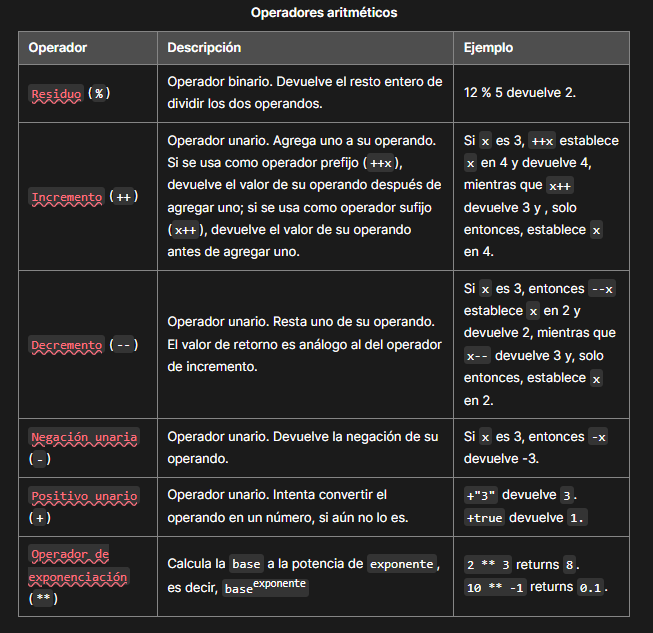 Operadores aritméticos
Operador Descripción Ejemplo
Residuo (%)
Operador binario. Devuelve el resto entero de
dividir los dos operandos.
12 % 5 devuelve 2.
Incremento (++)
Operador unario. Agrega uno a su operando.
Si se usa como operador prefijo (++x),
devuelve el valor de su operando después de
agregar uno; si se usa como operador sufijo
(x++), devuelve el valor de su operando
antes de agregar uno.
Si x es 3, ++x establece
x en 4 y devuelve 4,
mientras que x++
devuelve 3 y , solo
entonces, establece x
en 4.
Decremento (--)
Operador unario. Resta uno de su operando.
El valor de retorno es análogo al del operador
de incremento.
Si x es 3, entonces --x
establece x en 2 y
devuelve 2, mientras que
x-- devuelve 3 y, solo
entonces, establece x
en 2.
Negación unaria
(-)
Operador unario. Devuelve la negación de su
operando.
Si x es 3, entonces -x
devuelve -3.
Positivo unario
(+)
Operador unario. Intenta convertir el
operando en un número, si aún no lo es.
+"3" devuelve 3.
+true devuelve 1.
Operador de
exponenciación
(**)
Calcula la base a la potencia de exponente,
es decir, base^exponente
2 ** 3 returns 8.
10 ** -1 returns 0.1.